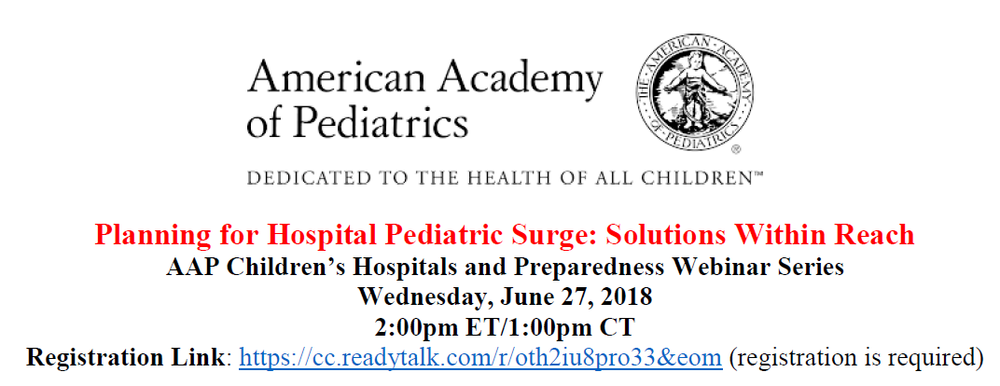 American Academy
of Pediatrics
THE · AMERICAN · ACADEMY · OF · PEDIATRICS ·
®
DEDICATED TO THE HEALTH OF ALL CHILDREN™
Planning for Hospital Pediatric Surge: Solutions Within Reach
AAP Children’s Hospitals and Preparedness Webinar Series
Wednesday, June 27, 2018
2:00pm ET/1:00pm CT
Registration Link: https://cc.readytalk.com/r/oth2iu8pro33&eom (registration is required)